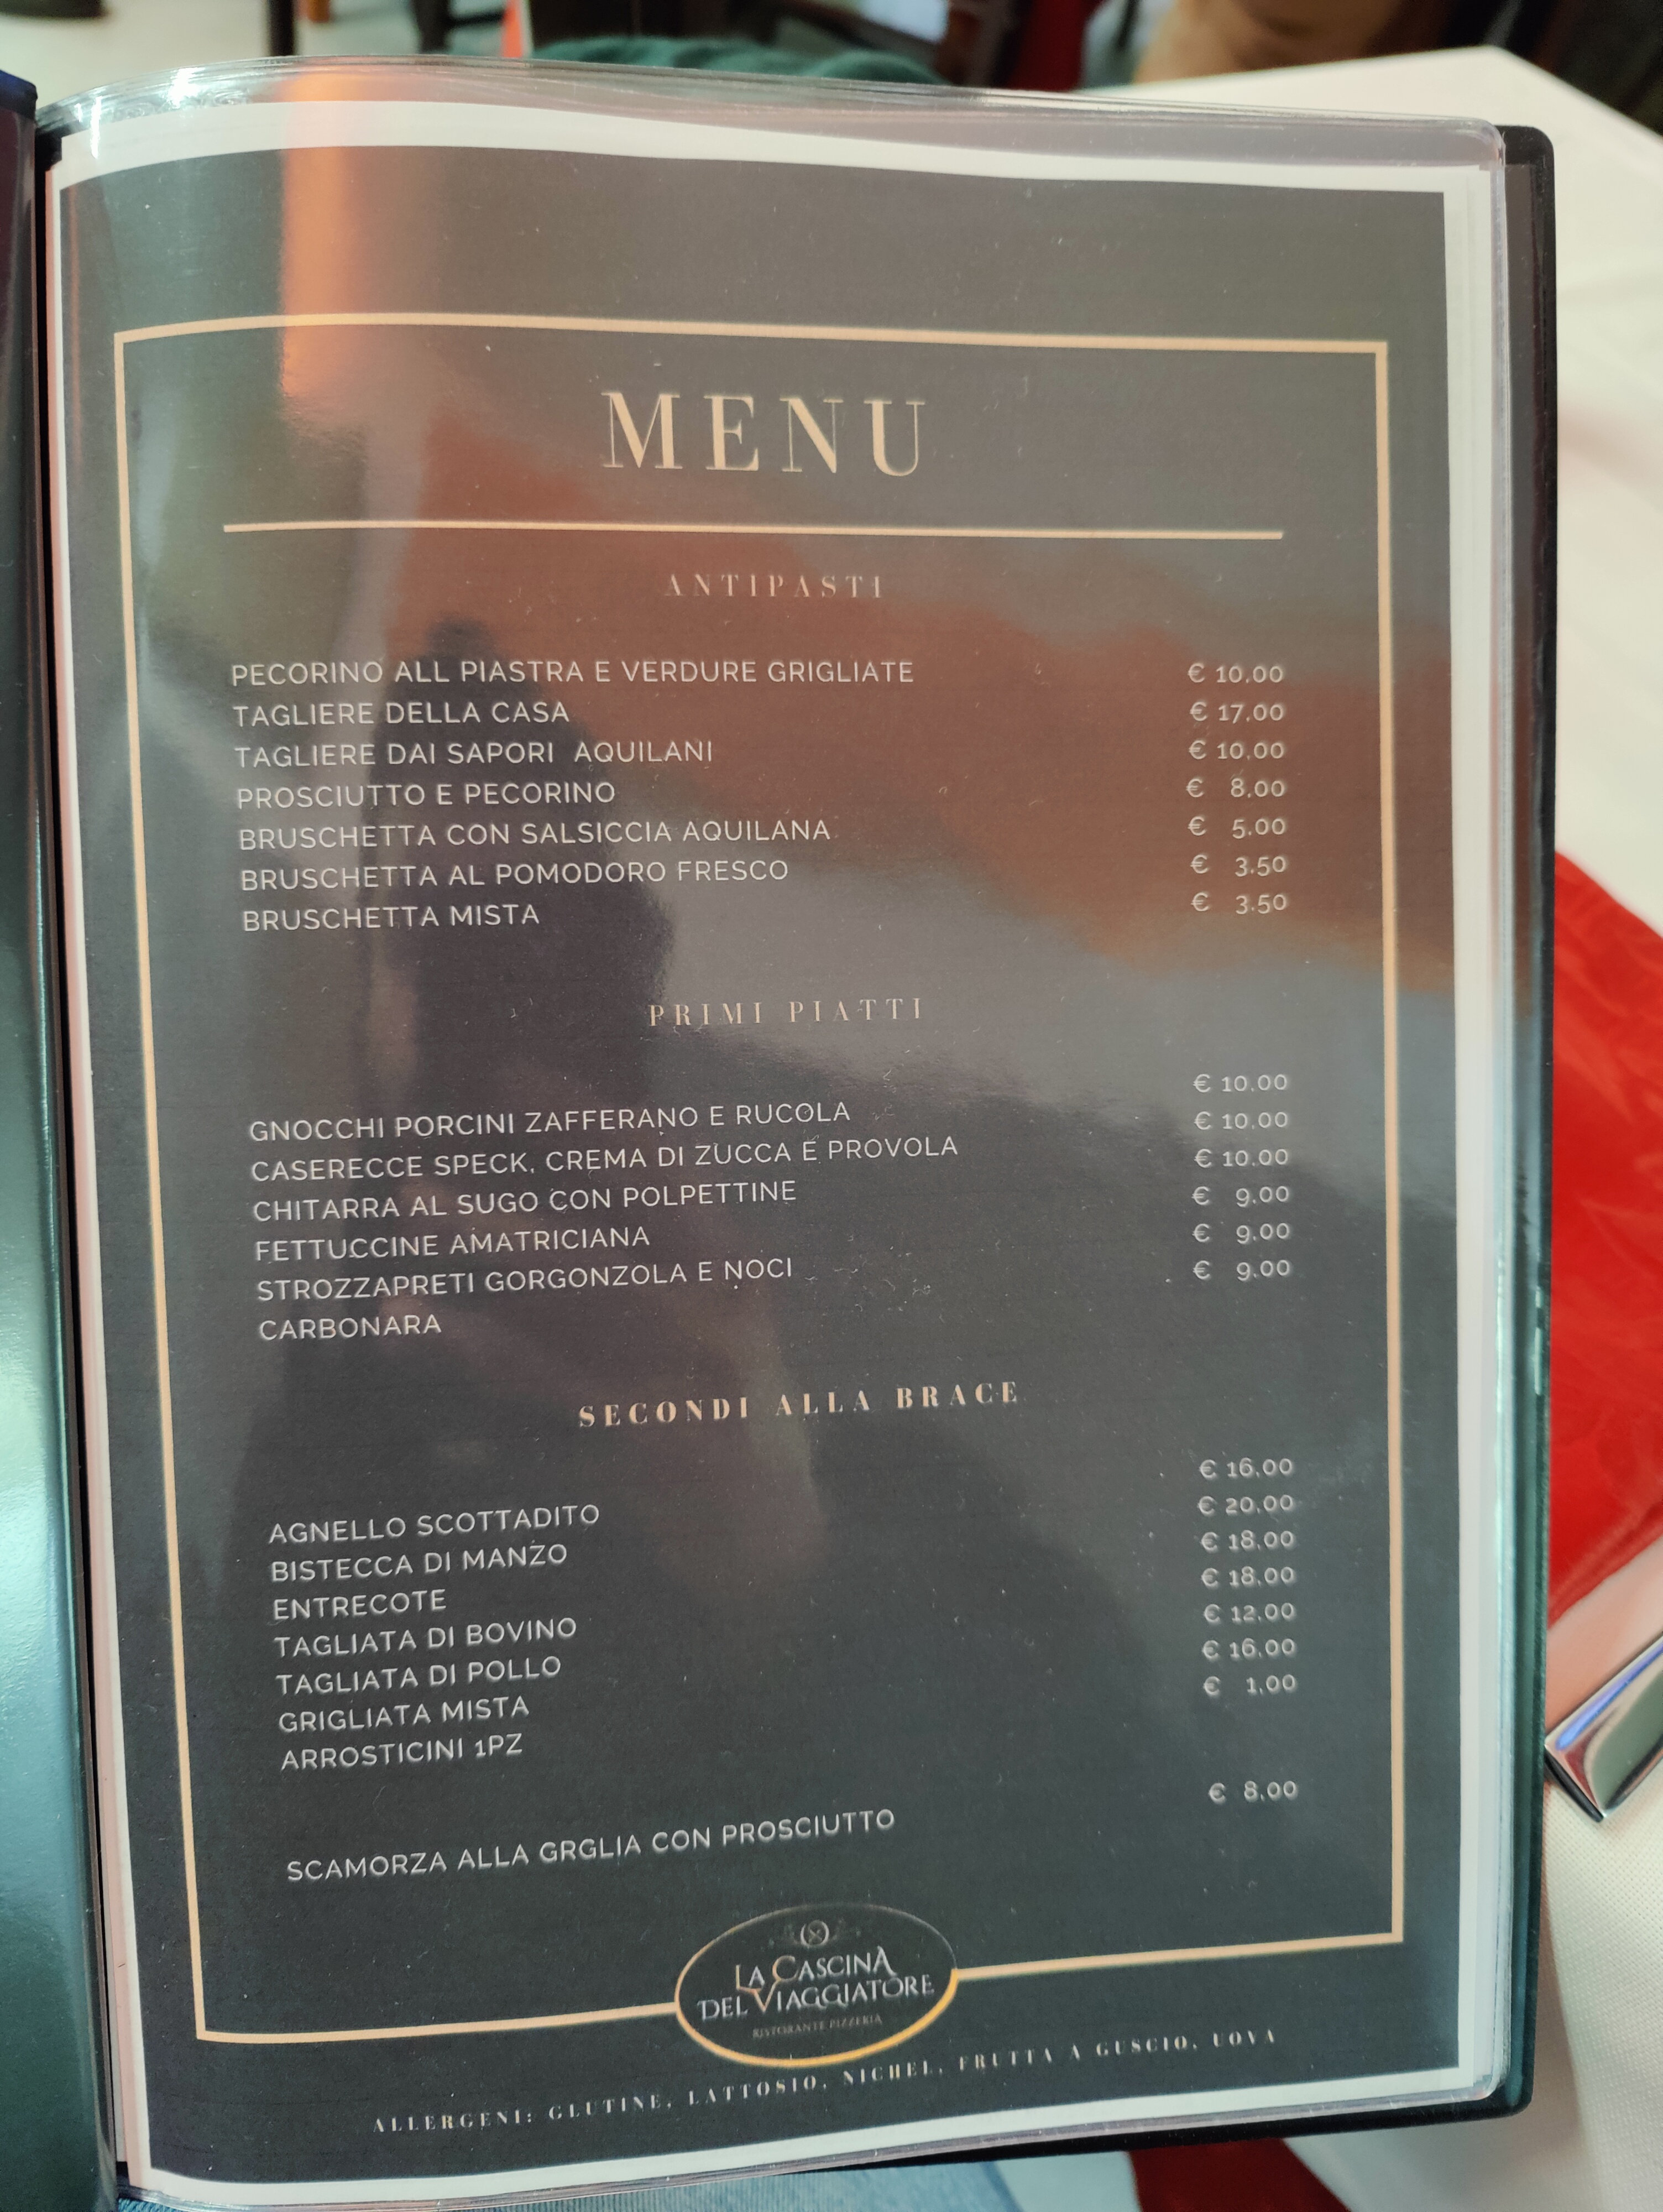 MENU
ANTIPASTI
PECORINO ALL PIASTRA E VERDURE GRIGLIATE € 10,00
TAGLIERE DELLA CASA € 17,00
TAGLIERE DAI SAPORI AQUILANI € 10,00
PROSCIUTTO E PECORINO € 8,00
BRUSCHETTA CON SALSICCIA AQUILANA € 5.00
BRUSCHETTA AL POMODORO FRESCO € 3.50
BRUSCHETTA MISTA € 3.50
PRIMI PIATTI
GNOCCHI PORCINI ZAFFERANO E RUCOLA € 10.00
CASERECCE SPECK, CREMA DI ZUCCA E PROVOLA € 10.00
CHITARRA AL SUGO CON POLPETTINE € 10.00
FETTUCCINE AMATRICIANA € 9.00
STROZZAPRETI GORGONZOLA E NOCI € 9.00
CARBONARA € 9.00
SECONDI ALLA BRACE
AGNELLO SCOTTADITO € 16,00
BISTECCA DI MANZO € 20,00
ENTRECOTE € 18,00
TAGLIATA DI BOVINO € 18,00
TAGLIATA DI POLLO € 12,00
GRIGLIATA MISTA € 16,00
ARROSTICINI 1PZ € 1,00
SCAMORZA ALLA GRGLIA CON PROSCIUTTO € 8,00
LA CASCINA
DEL VIAGGIATORE
RISTORANTE PIZZERIA
ALLERGENI: GLUTINE, LATTOSIO, NICHEL, FRUTTA A GUSCIO, UOVA